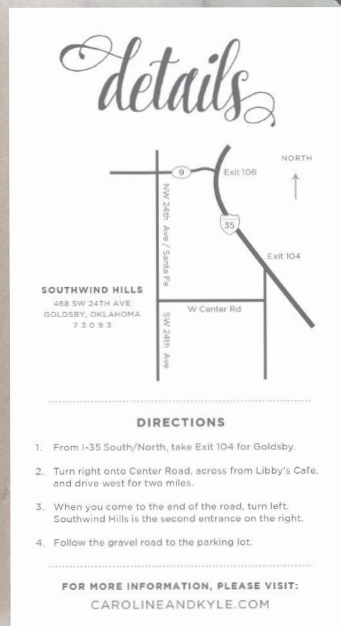 details
NORTH
9
Exit 106
35
NW 24th Ave / Santa Fe
Exit 104
SOUTHWIND HILLS
468 SW 24TH AVE
GOLDSBY, OKLAHOMA
73093
W Center Rd
SW 24th Ave
DIRECTIONS
1. From I-35 South/North, take Exit 104 for Goldsby.
2. Turn right onto Center Road, across from Libby's Cafe,
and drive west for two miles.
3. When you come to the end of the road, turn left.
Southwind Hills is the second entrance on the right.
4. Follow the gravel road to the parking lot.
FOR MORE INFORMATION, PLEASE VISIT:
CAROLINEANDKYLE.COM